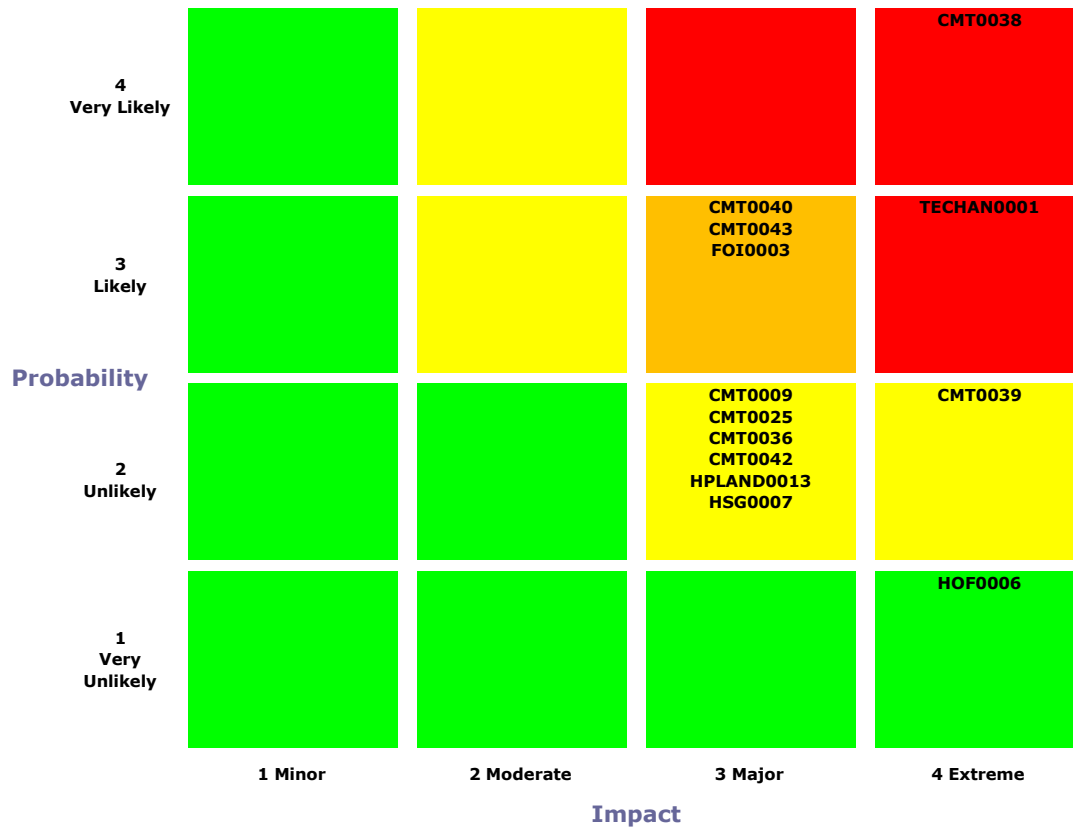 CMT0038
4
Very Likely
CMT0040
CMT0043
FOI0003
TECHAN0001
3
Likely
Probability
CMT0009
CMT0025
CMT0036
CMT0042
HPLAND0013
HSG0007
CMT0039
2
Unlikely
HOF0006
1
Very
Unlikely
1 Minor
2 Moderate
3 Major
4 Extreme
Impact